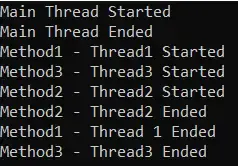 Main Thread Started
Main Thread Ended
Method1 - Thread1 Started
Method3 - Thread3 Started
Method2 - Thread2 Started
Method2 - Thread2 Ended
Method1 - Thread 1 Ended
Method3 - Thread3 Ended